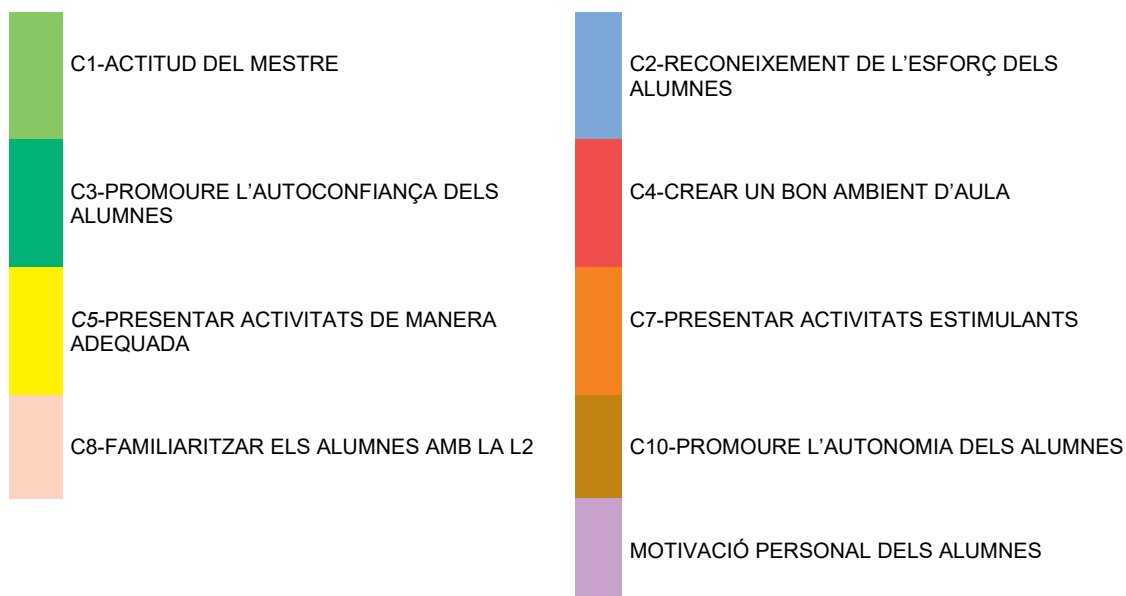 C1-ACTITUD DEL MESTRE
C2-RECONEIXEMENT DE L’ESFORÇ DELS
ALUMNES
C3-PROMOURE L’AUTOCONFIANÇA DELS
ALUMNES
C4-CREAR UN BON AMBIENT D’AULA
C5-PRESENTAR ACTIVITATS DE MANERA
ADEQUADA
C7-PRESENTAR ACTIVITATS ESTIMULANTS
C8-FAMILIARITZAR ELS ALUMNES AMB LA L2
C10-PROMOURE L’AUTONOMIA DELS ALUMNES
MOTIVACIÓ PERSONAL DELS ALUMNES